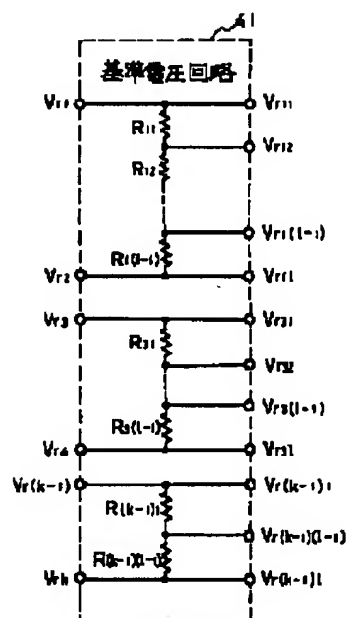 41
基準電圧回略
Vr1 Vr11
R11
Vr12
R12
Vr1(l-1)
R1(l-1)
Vr2 Vr1l
Vr3 Vr31
R31
Vr32
Vr3(l-1)
R3(l-1)
Vr4 Vr3l
Vr(k-1) Vr(k-1)1
R(k-1)1
Vr(k-1)(l-1)
R(k-1)(l-1)
Vrk Vr(k-1)l